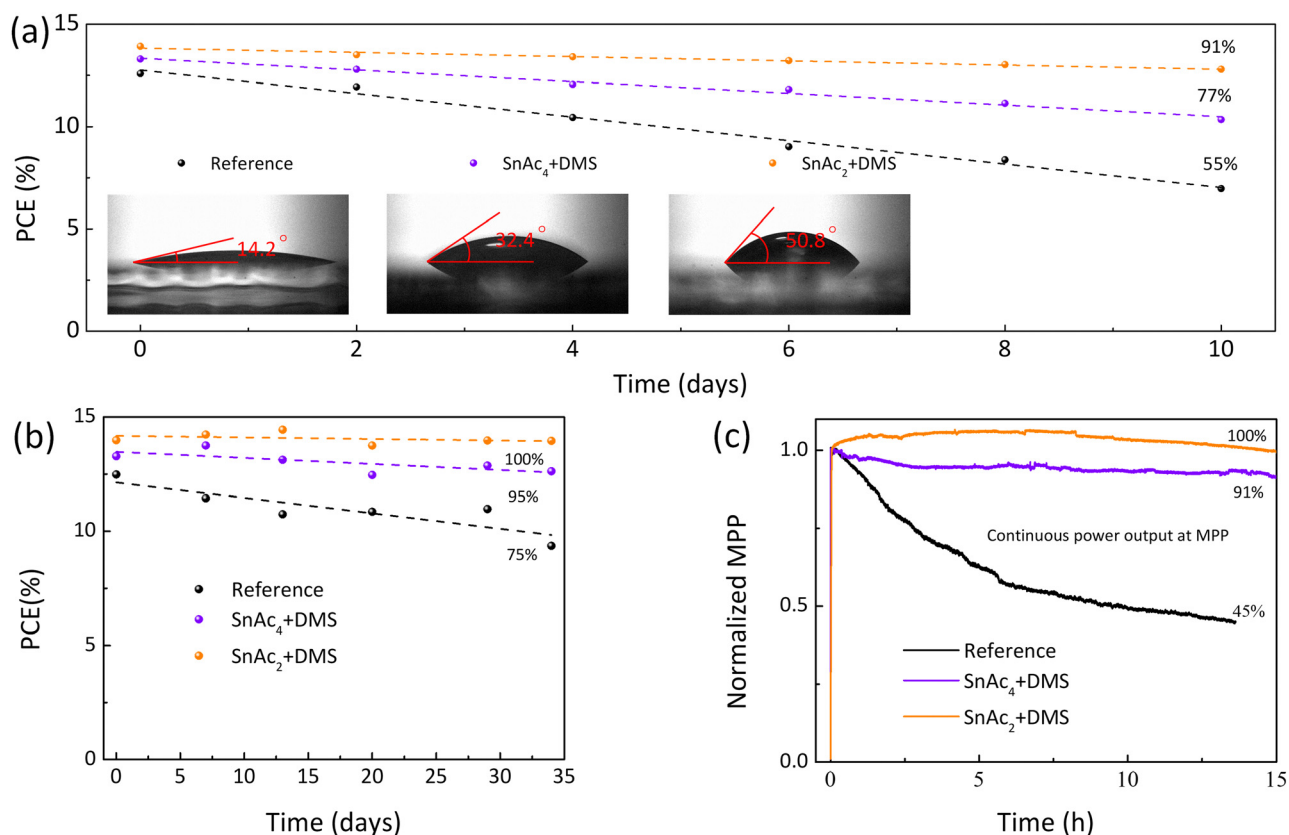 (a)
15
10
5
0
PCE (%)
91%
77%
55%
Reference
SnAc4+DMS
SnAc2+DMS
14.2°
32.4°
50.8°
0 2 4 6 8 10
Time (days)
(b)
15
10
5
0
PCE(%)
100%
95%
75%
Reference
SnAc4+DMS
SnAc2+DMS
0 5 10 15 20 25 30 35
Time (days)
(c)
1.0
0.5
0.0
Normalized MPP
100%
91%
Continuous power output at MPP
45%
Reference
SnAc4+DMS
SnAc2+DMS
0 5 10 15
Time (h)